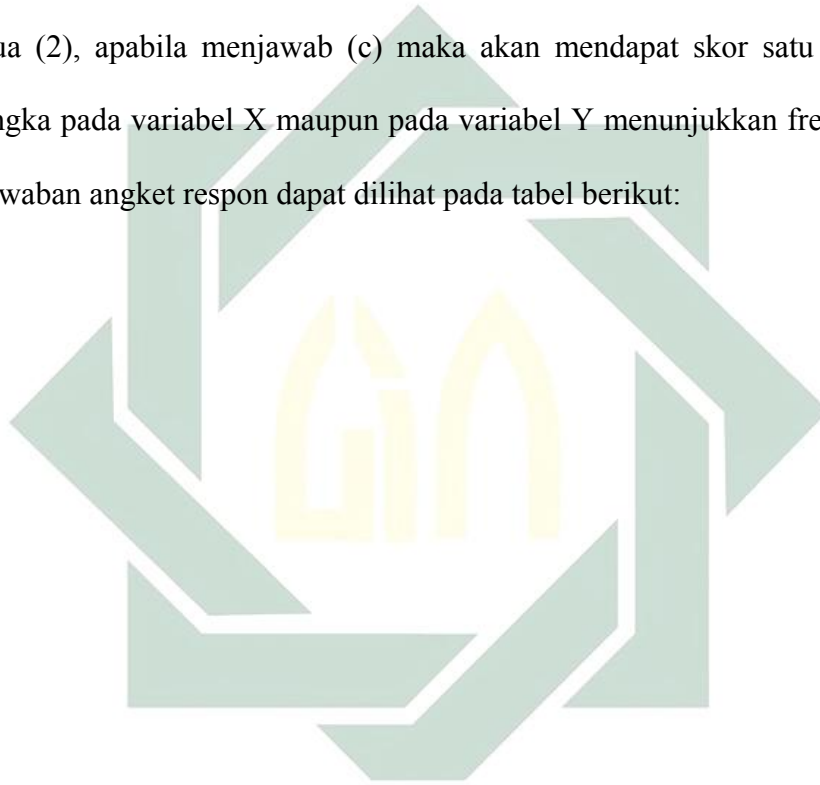 ua (2), apabila menjawab (c) maka akan mendapat skor satu
ngka pada variabel X maupun pada variabel Y menunjukkan fre
waban angket respon dapat dilihat pada tabel berikut: